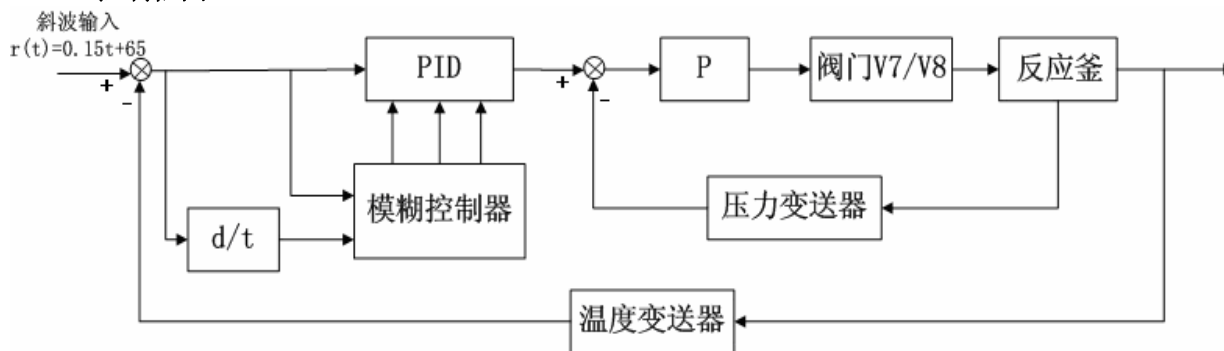 斜波输入
r(t)=0.15t+65
+
-
PID
+
-
P
阀门V7/V8
反应釜
模糊控制器
压力变送器
d/t
温度变送器